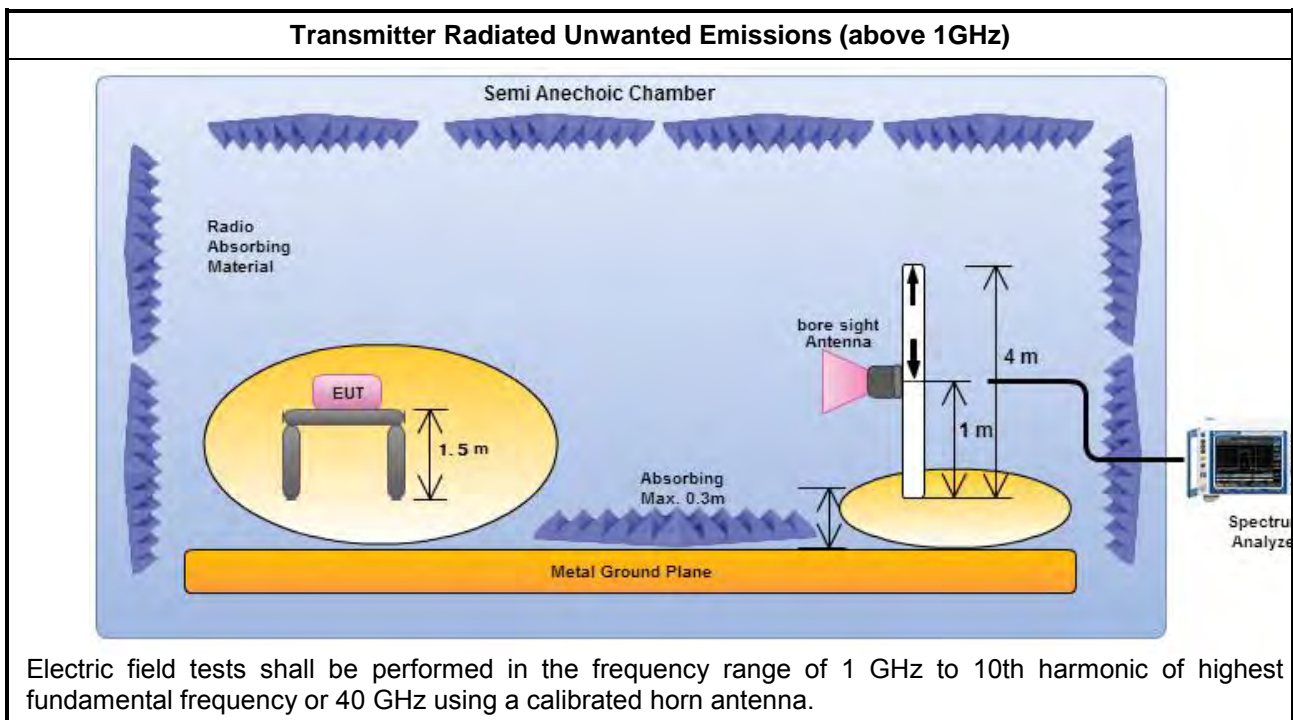 Transmitter Radiated Unwanted Emissions (above 1GHz)
Semi Anechoic Chamber
Radio
Absorbing
Material
bore sight
Antenna
4 m
EUT
1.5 m
1 m
Absorbing
Max. 0.3m
Spectru
Analyze
Metal Ground Plane
Electric field tests shall be performed in the frequency range of 1 GHz to 10th harmonic of highest
fundamental frequency or 40 GHz using a calibrated horn antenna.